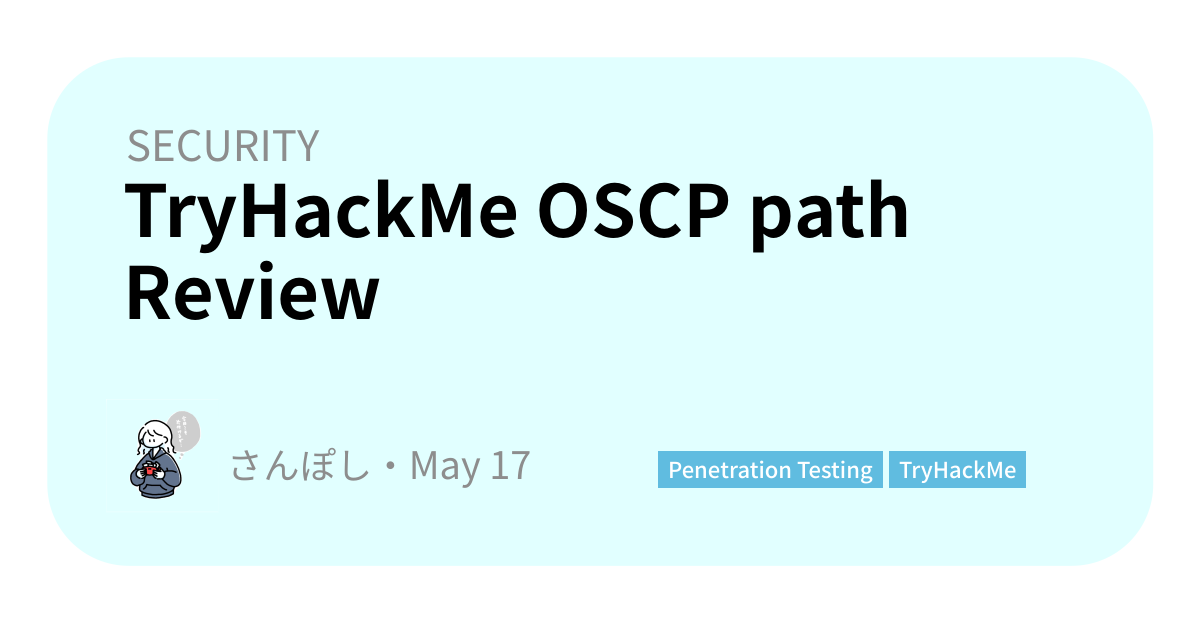 SECURITY
TryHackMe OSCP path
Review
さんぽし・May 17
Penetration Testing
TryHackMe